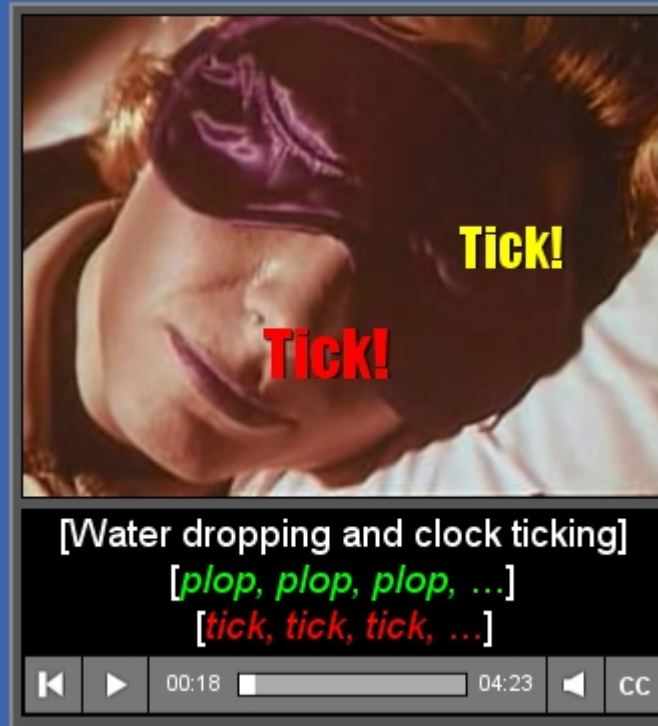 Tick!
Tick!
[Water dropping and clock ticking]
[plop, plop, plop, ...]
[tick, tick, tick, ...]
00:18 04:23 CC